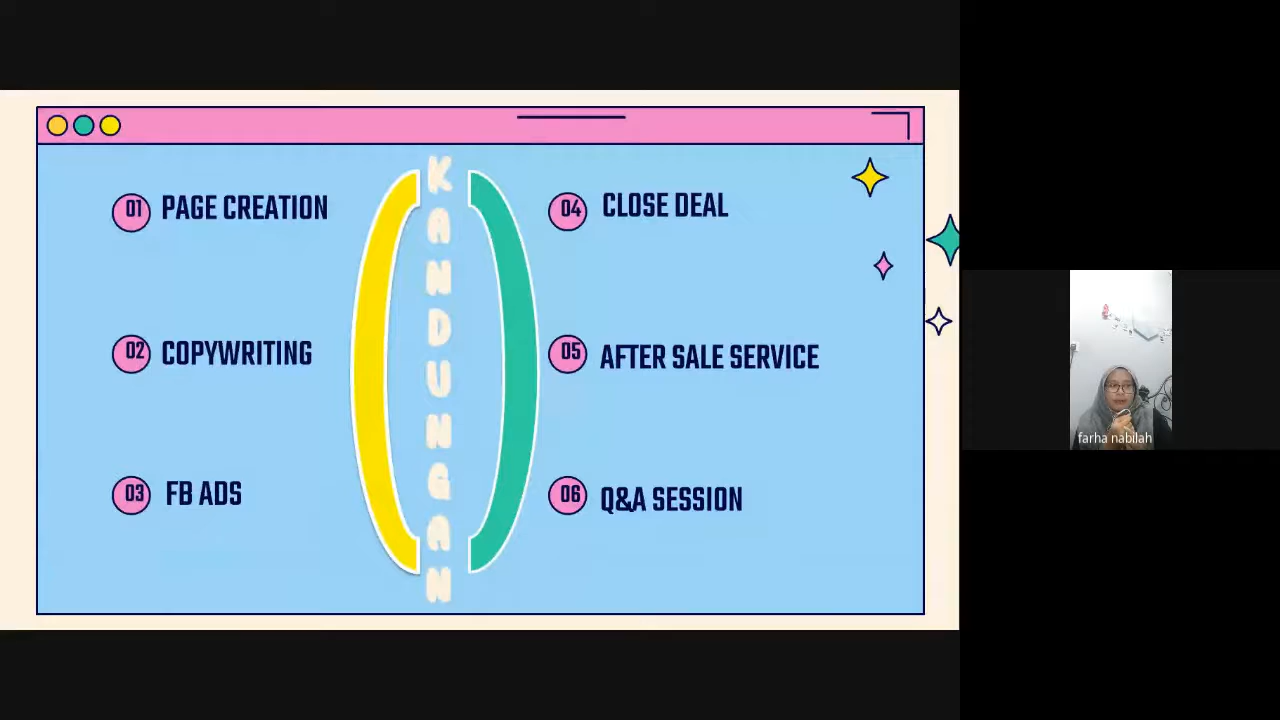 01 PAGE CREATION
02 COPYWRITING
03 FB ADS
KANDUNGAN
04 CLOSE DEAL
05 AFTER SALE SERVICE
06 Q&A SESSION
farha nabilah